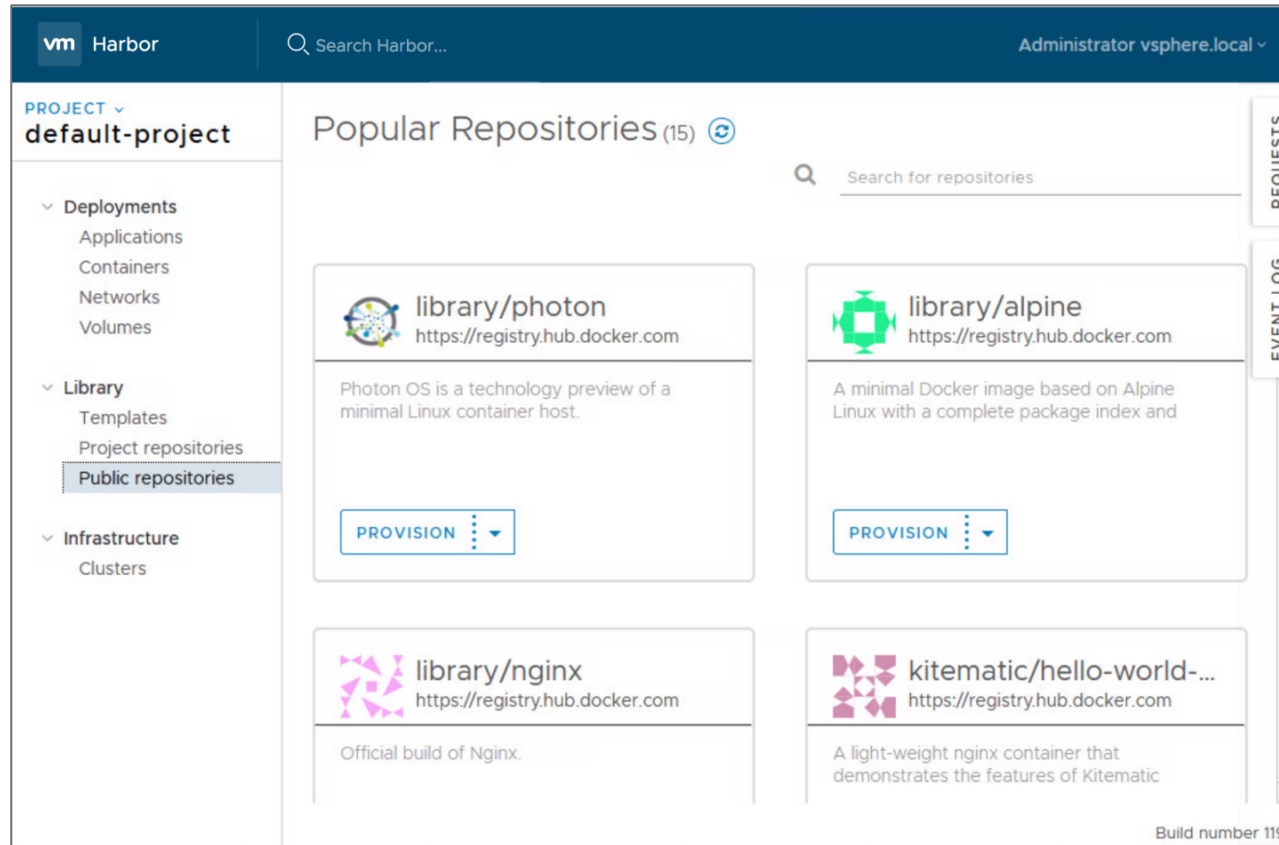 vm Harbor
Search Harbor...
Administrator vsphere.local
PROJECT
default-project
Deployments
Applications
Containers
Networks
Volumes
Library
Templates
Project repositories
Public repositories
Infrastructure
Clusters
Popular Repositories (15)
Search for repositories
library/photon
https://registry.hub.docker.com
Photon OS is a technology preview of a
minimal Linux container host.
PROVISION
library/alpine
https://registry.hub.docker.com
A minimal Docker image based on Alpine
Linux with a complete package index and
PROVISION
library/nginx
https://registry.hub.docker.com
Official build of Nginx.
kitematic/hello-world-...
https://registry.hub.docker.com
A light-weight nginx container that
demonstrates the features of Kitematic
REQUESTS
EVENT LOG
Build number 119